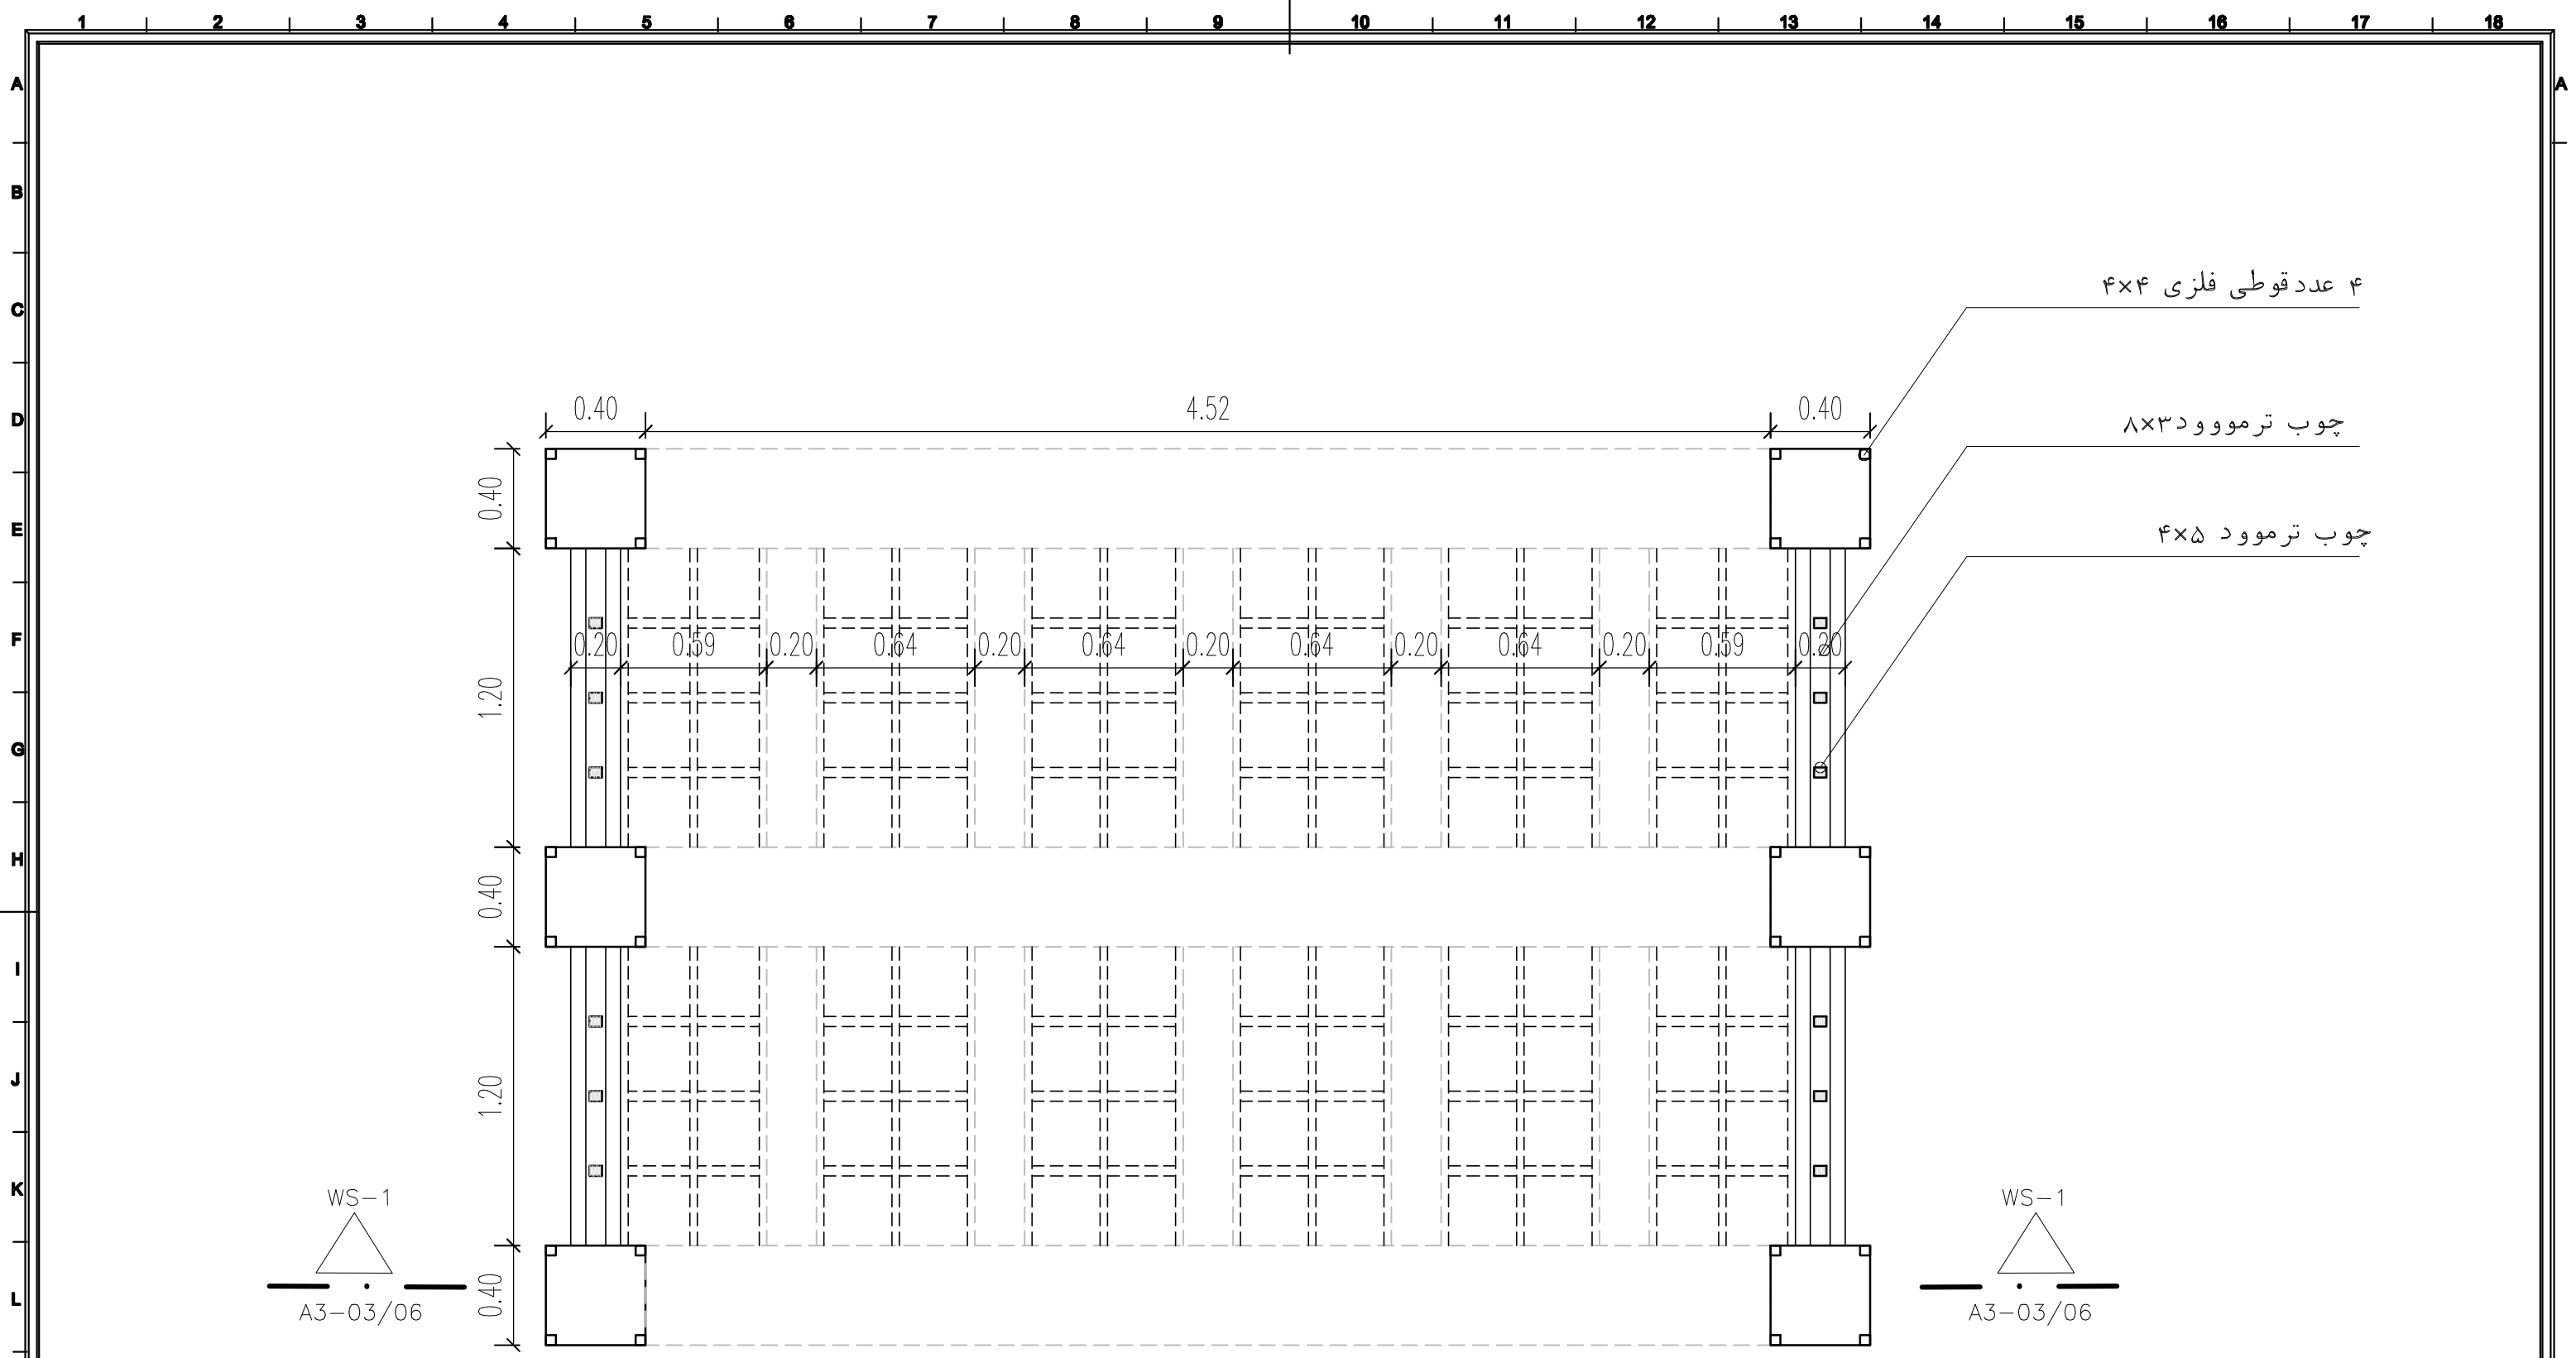 1 2 3 4 5 6 7 8 9 10 11 12 13 14 15 16 17 18
A A
B
C
D
E
F
G
H
I
J
K
L
۴ عدد قوطی فلزی ۴×۴
چوب ترمووود ۳×۸
چوب ترموود ۵×۴
0.40 4.52 0.40
0.40
0.20 0.59 0.20 0.64 0.20 0.64 0.20 0.64 0.20 0.64 0.20 0.59 0.20
1.20
0.40
1.20
0.40
WS-1
A3-03/06
WS-1
A3-03/06